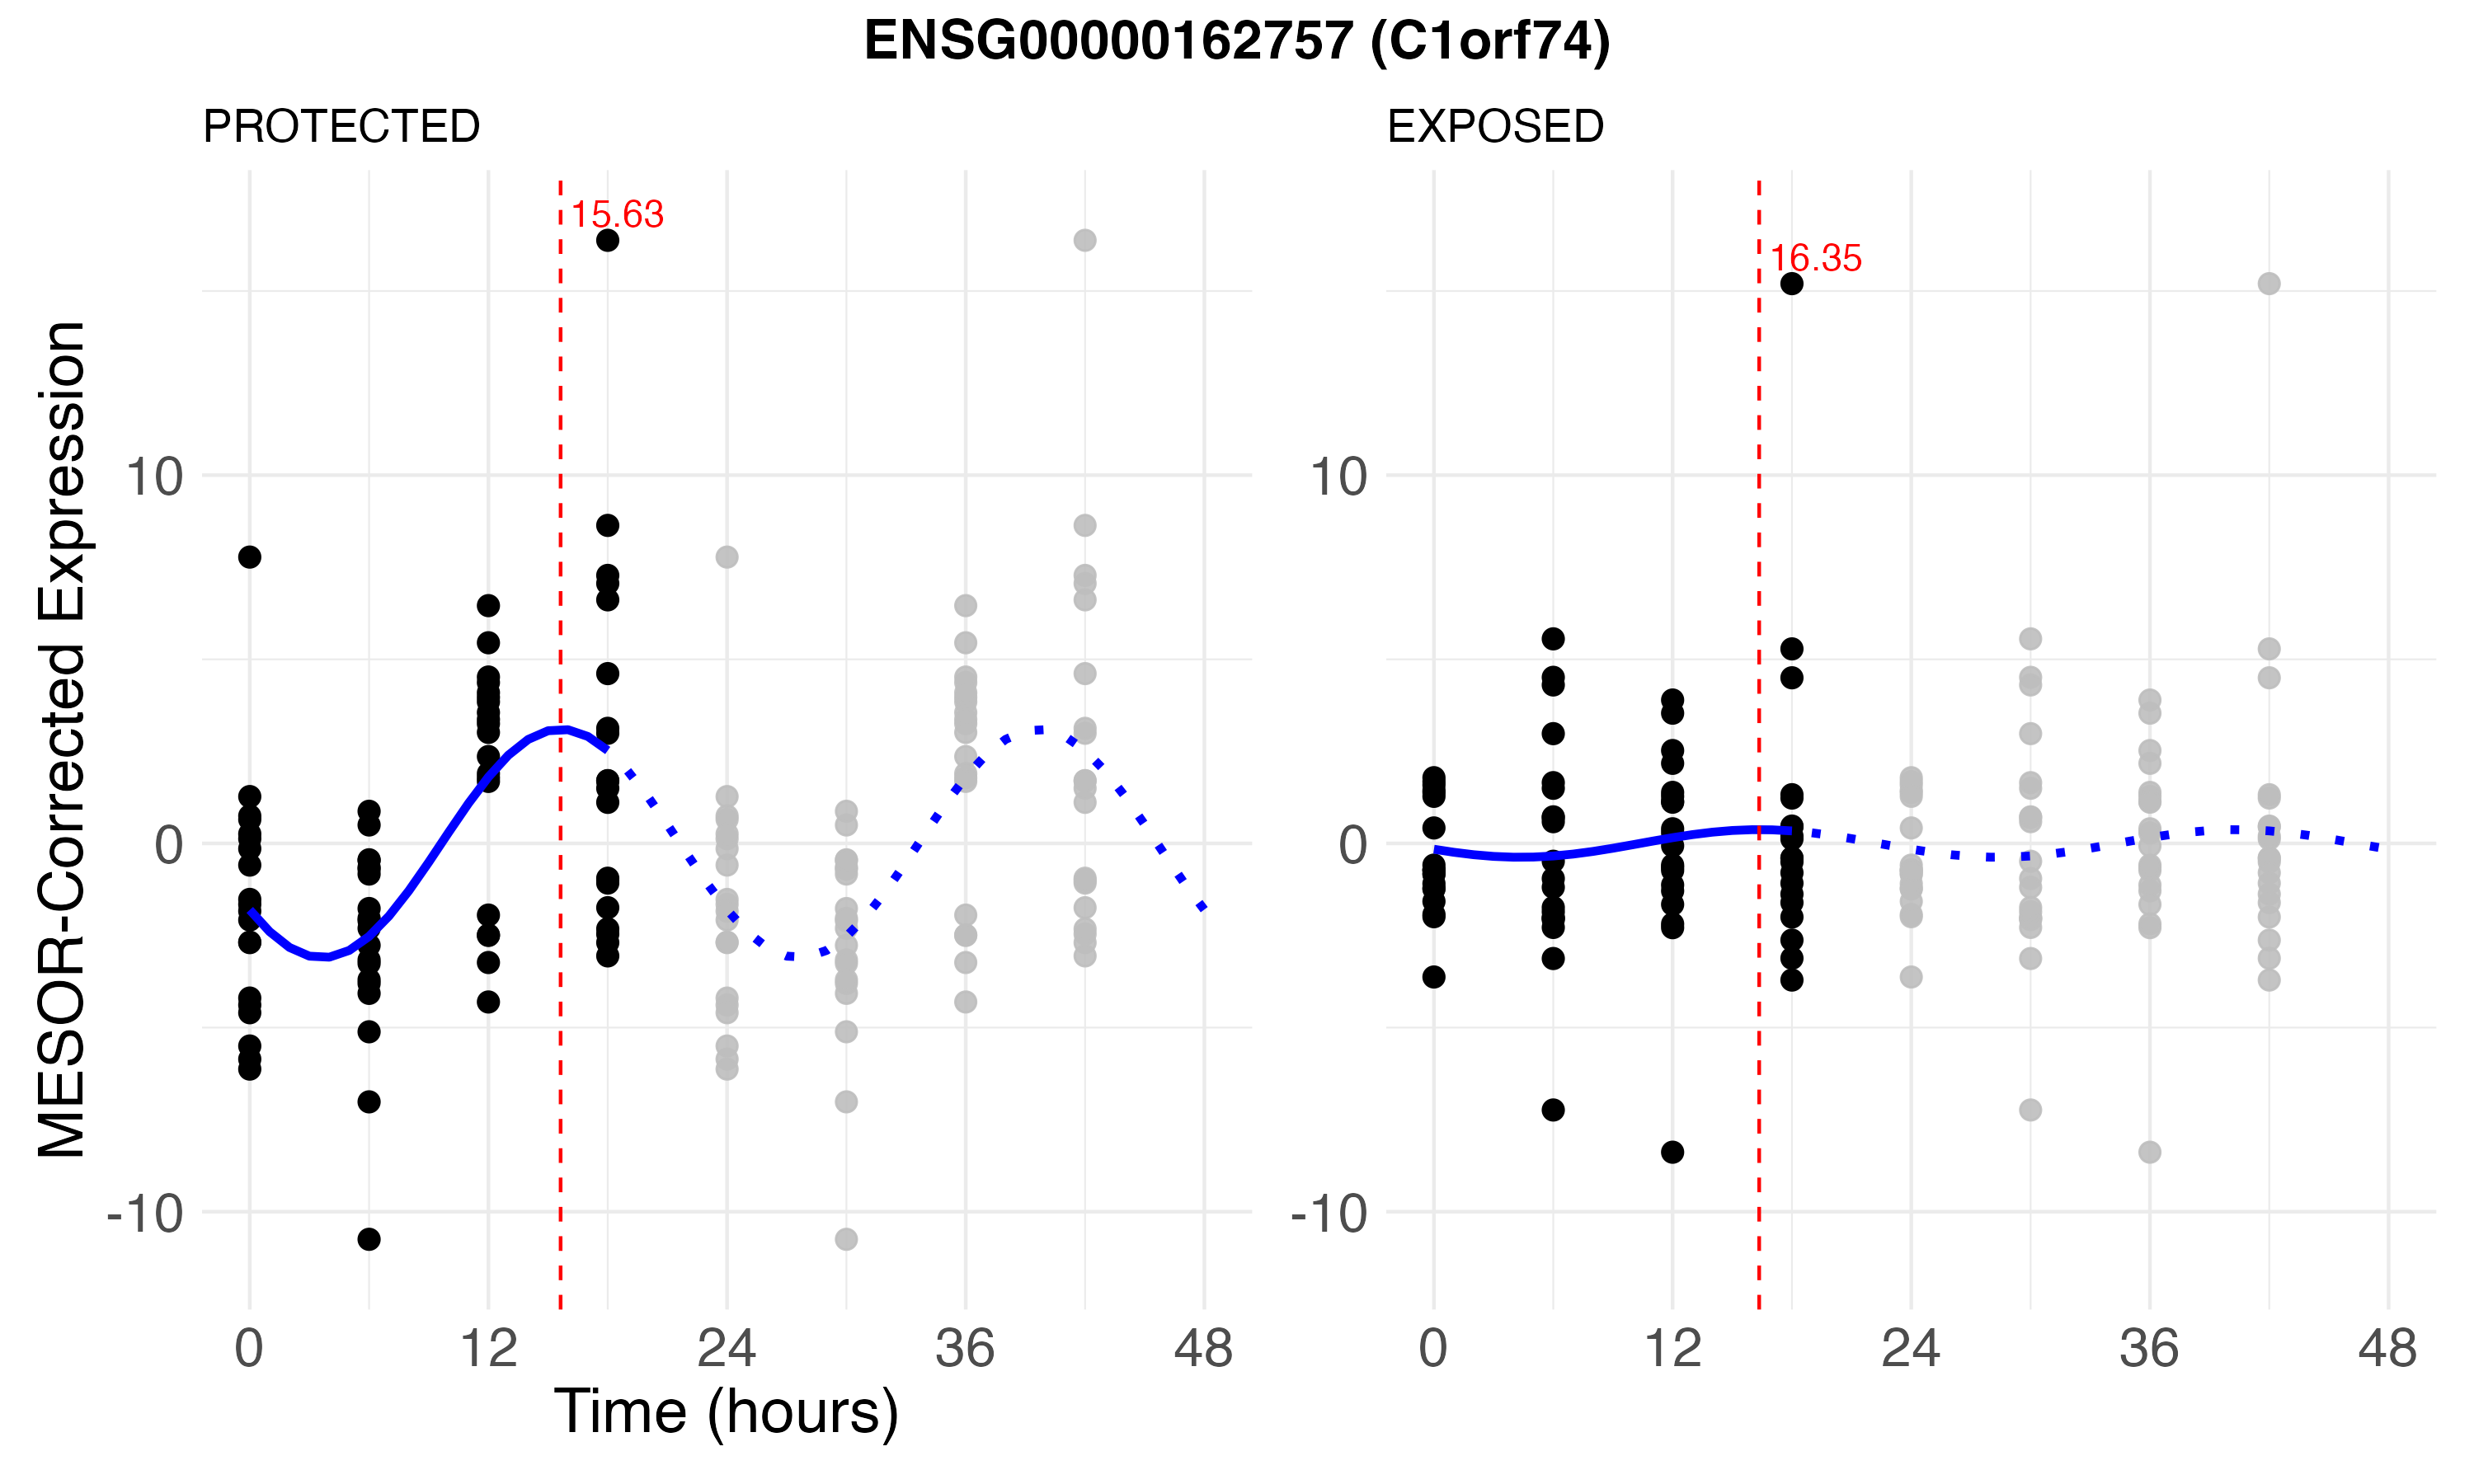 ENSG00000162757 (C1orf74)
PROTECTED
EXPOSED
15.63
16.35
MESOR-Corrected Expression
10
0
-10
10
0
-10
0 12 24 36 48
0 12 24 36 48
Time (hours)